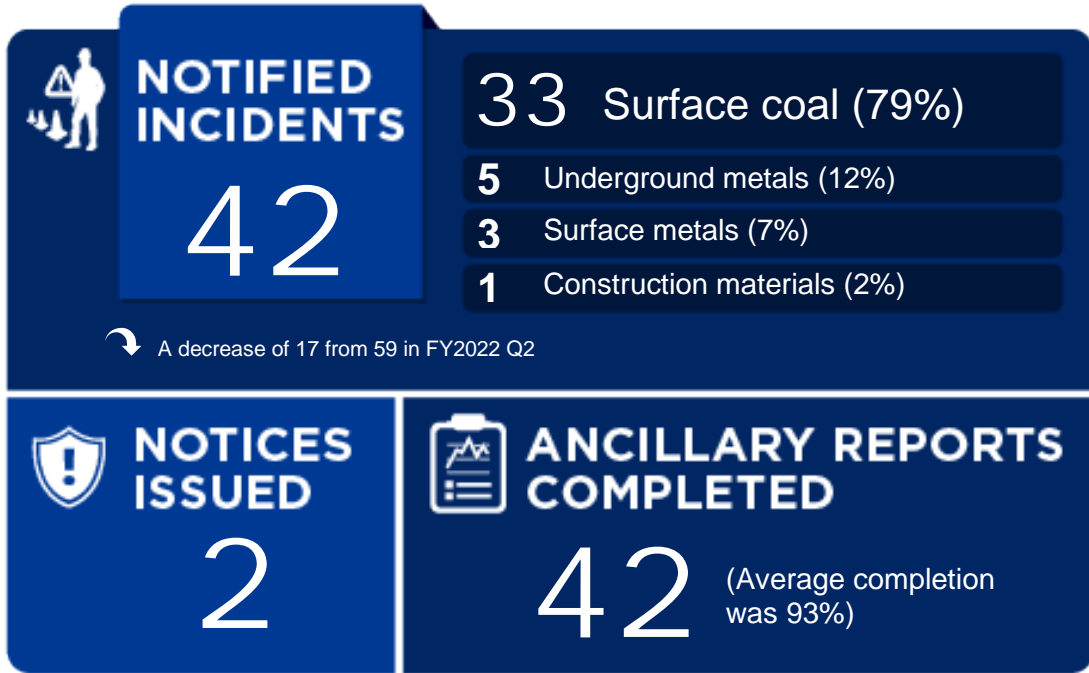 NOTIFIED
INCIDENTS
42
33 Surface coal (79%)
5 Underground metals (12%)
3 Surface metals (7%)
1 Construction materials (2%)
A decrease of 17 from 59 in FY2022 Q2
NOTICES
ISSUED
2
ANCILLARY REPORTS
COMPLETED
42
(Average completion
was 93%)